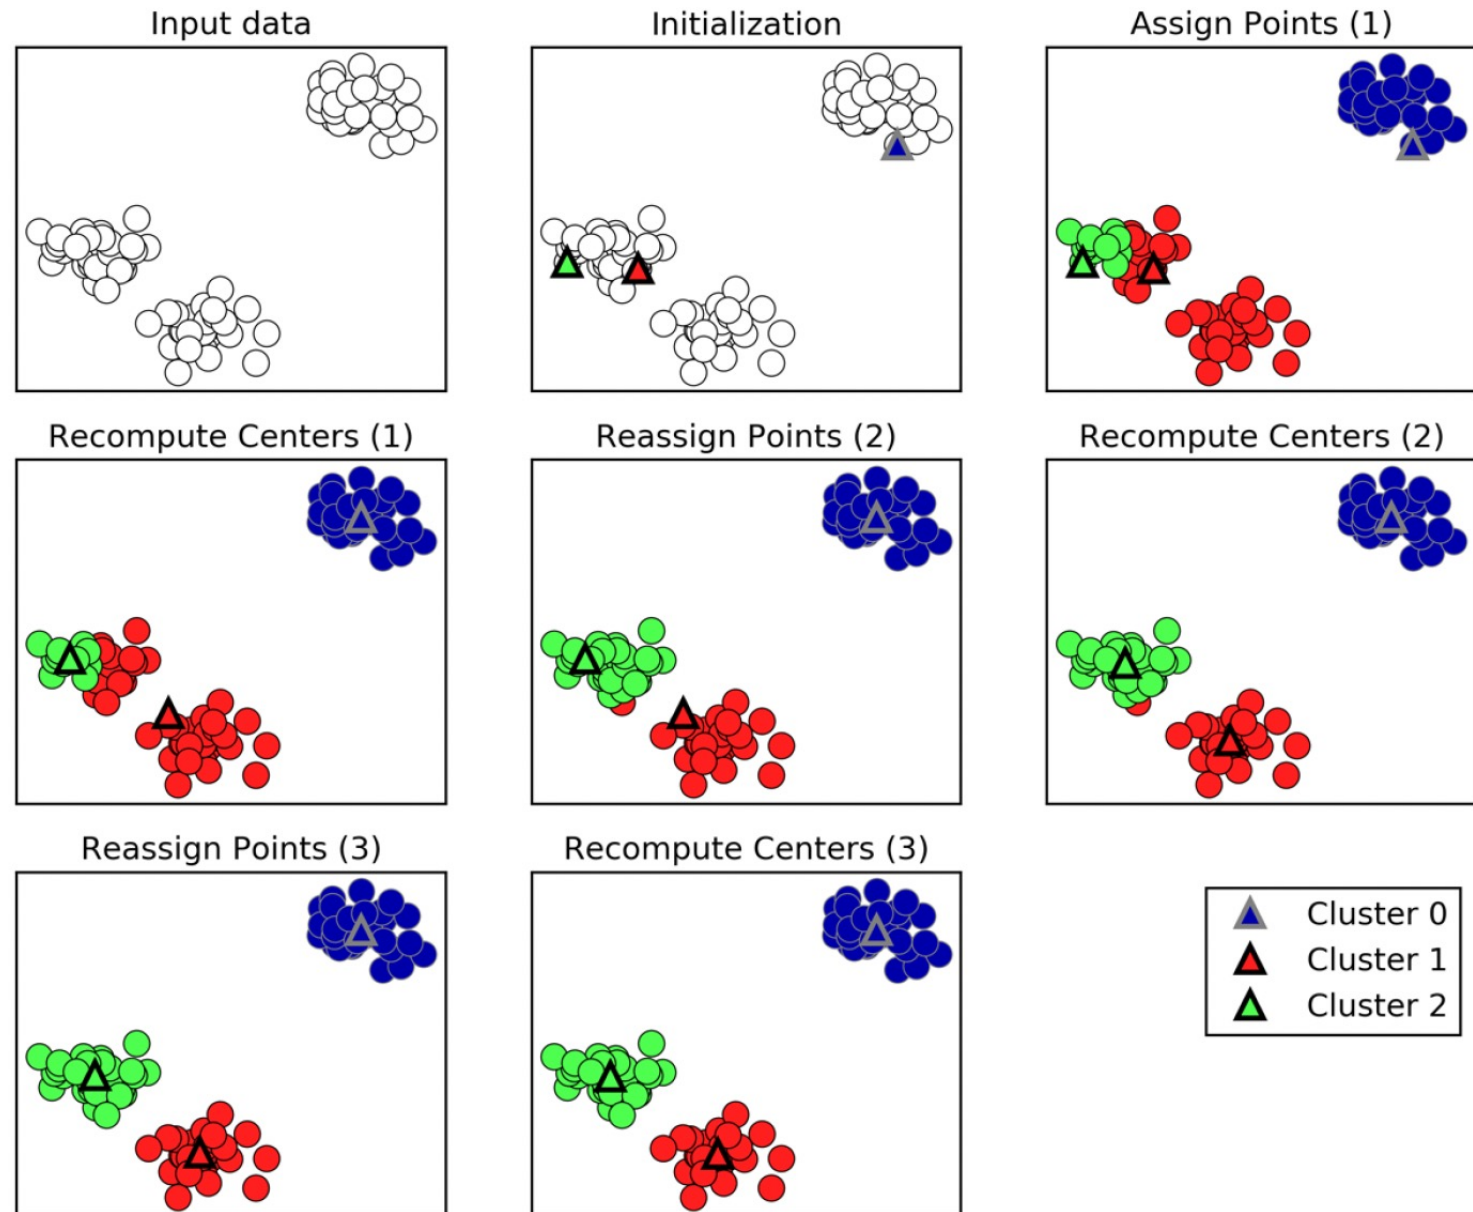 Input data
Initialization
Assign Points (1)
Recompute Centers (1)
Reassign Points (2)
Recompute Centers (2)
Reassign Points (3)
Recompute Centers (3)
Cluster 0
Cluster 1
Cluster 2